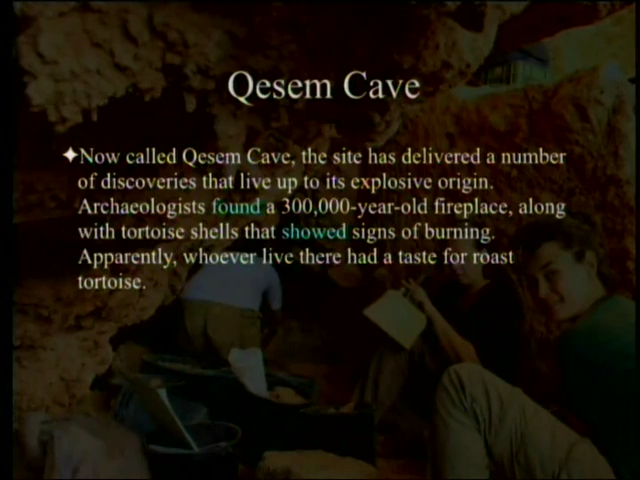 Qesem Cave
✦Now called Qesem Cave, the site has delivered a number
of discoveries that live up to its explosive origin.
Archaeologists found a 300,000-year-old fireplace, along
with tortoise shells that showed signs of burning.
Apparently, whoever live there had a taste for roast
tortoise.